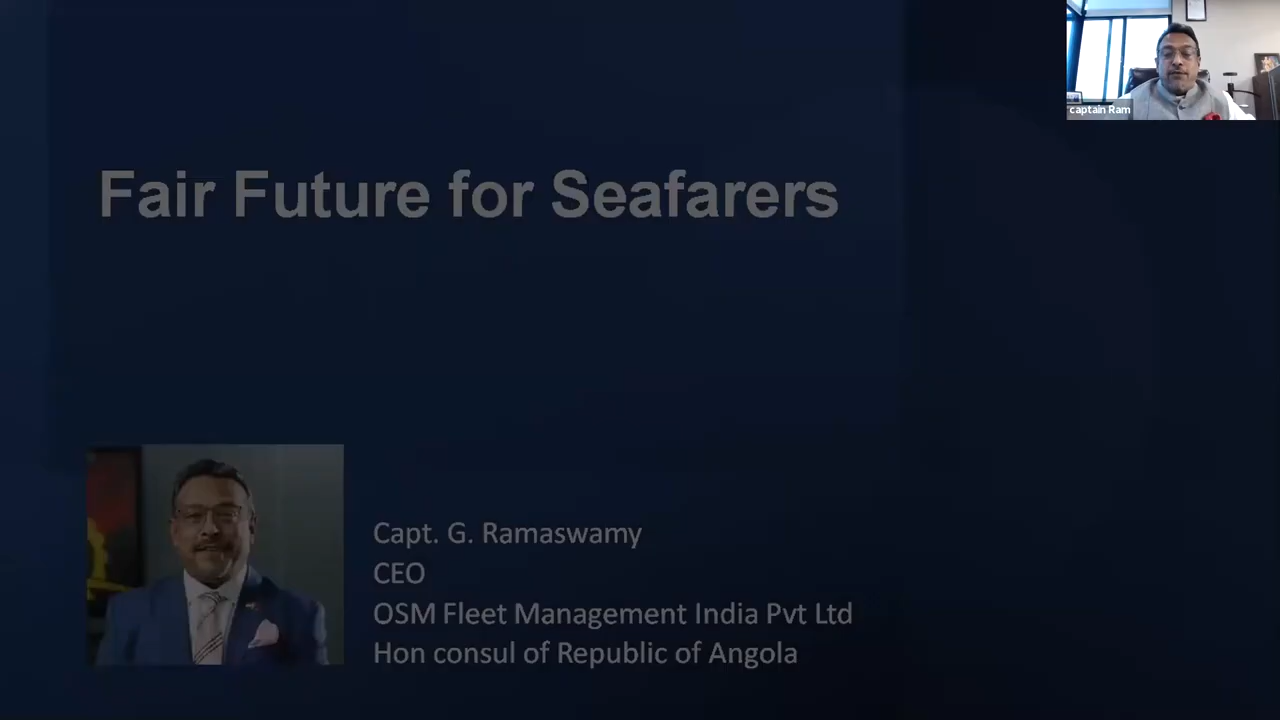 captain Ram
Fair Future for Seafarers
Capt. G. Ramaswamy
CEO
OSM Fleet Management India Pvt Ltd
Hon consul of Republic of Angola